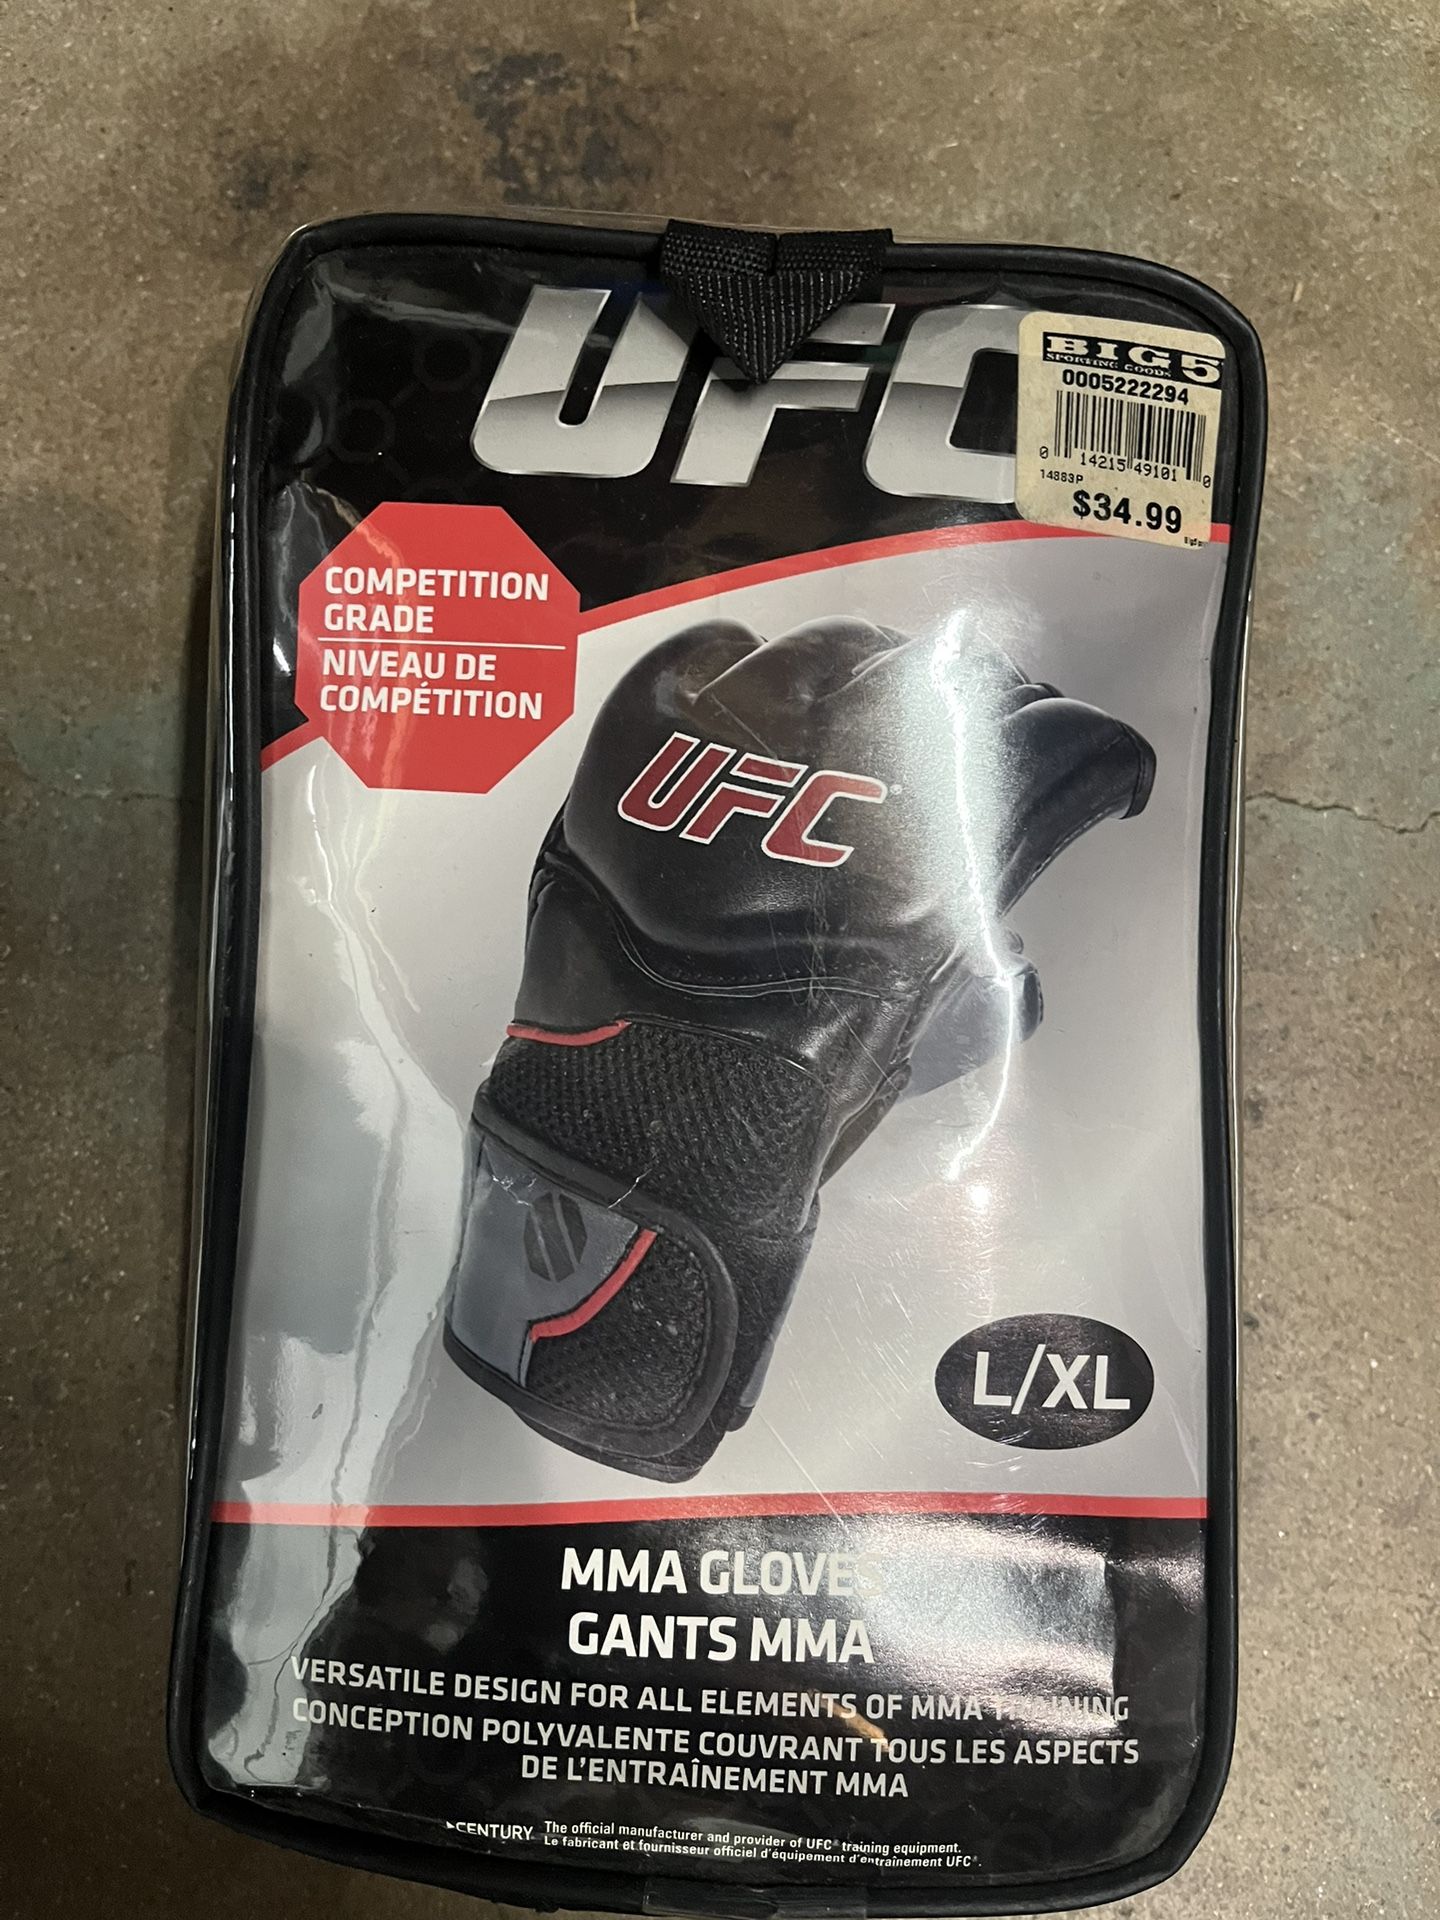 UFC
BIG 5
SPORTING GOODS
0005222294
0 14215 49101 0
14883P
$34.99
COMPETITION
GRADE
NIVEAU DE
COMPÉTITION
UFC®
L/XL
MMA GLOVES
GANTS MMA
VERSATILE DESIGN FOR ALL ELEMENTS OF MMA TRAINING
CONCEPTION POLYVALENTE COUVRANT TOUS LES ASPECTS
DE L'ENTRAÎNEMENT MMA
CENTURY The official manufacturer and provider of UFC® training equipment.
Le fabricant et fournisseur officiel d'équipement d'entraînement UFC®.